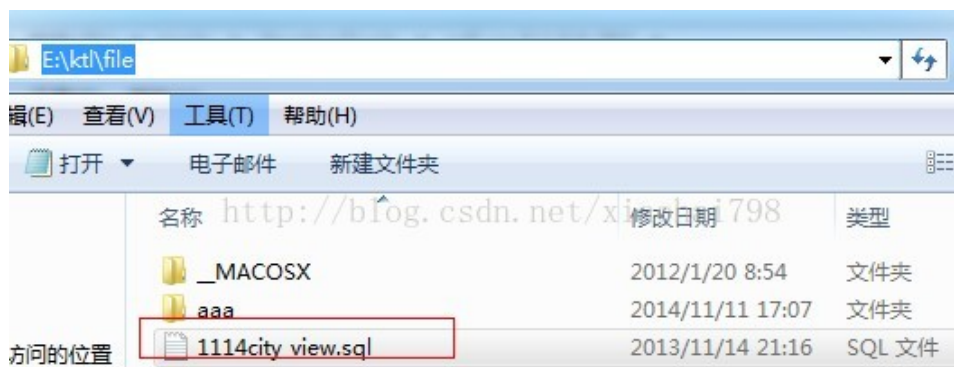 E:\ktl\file
辑(E) 查看(V) 工具(T) 帮助(H)
打开 电子邮件 新建文件夹
名称 修改日期 类型
http://blog.csdn.net/
__MACOSX 2012/1/20 8:54 文件夹
aaa 2014/11/11 17:07 文件夹
访问的位置 1114city_view.sql 2013/11/14 21:16 SQL 文件